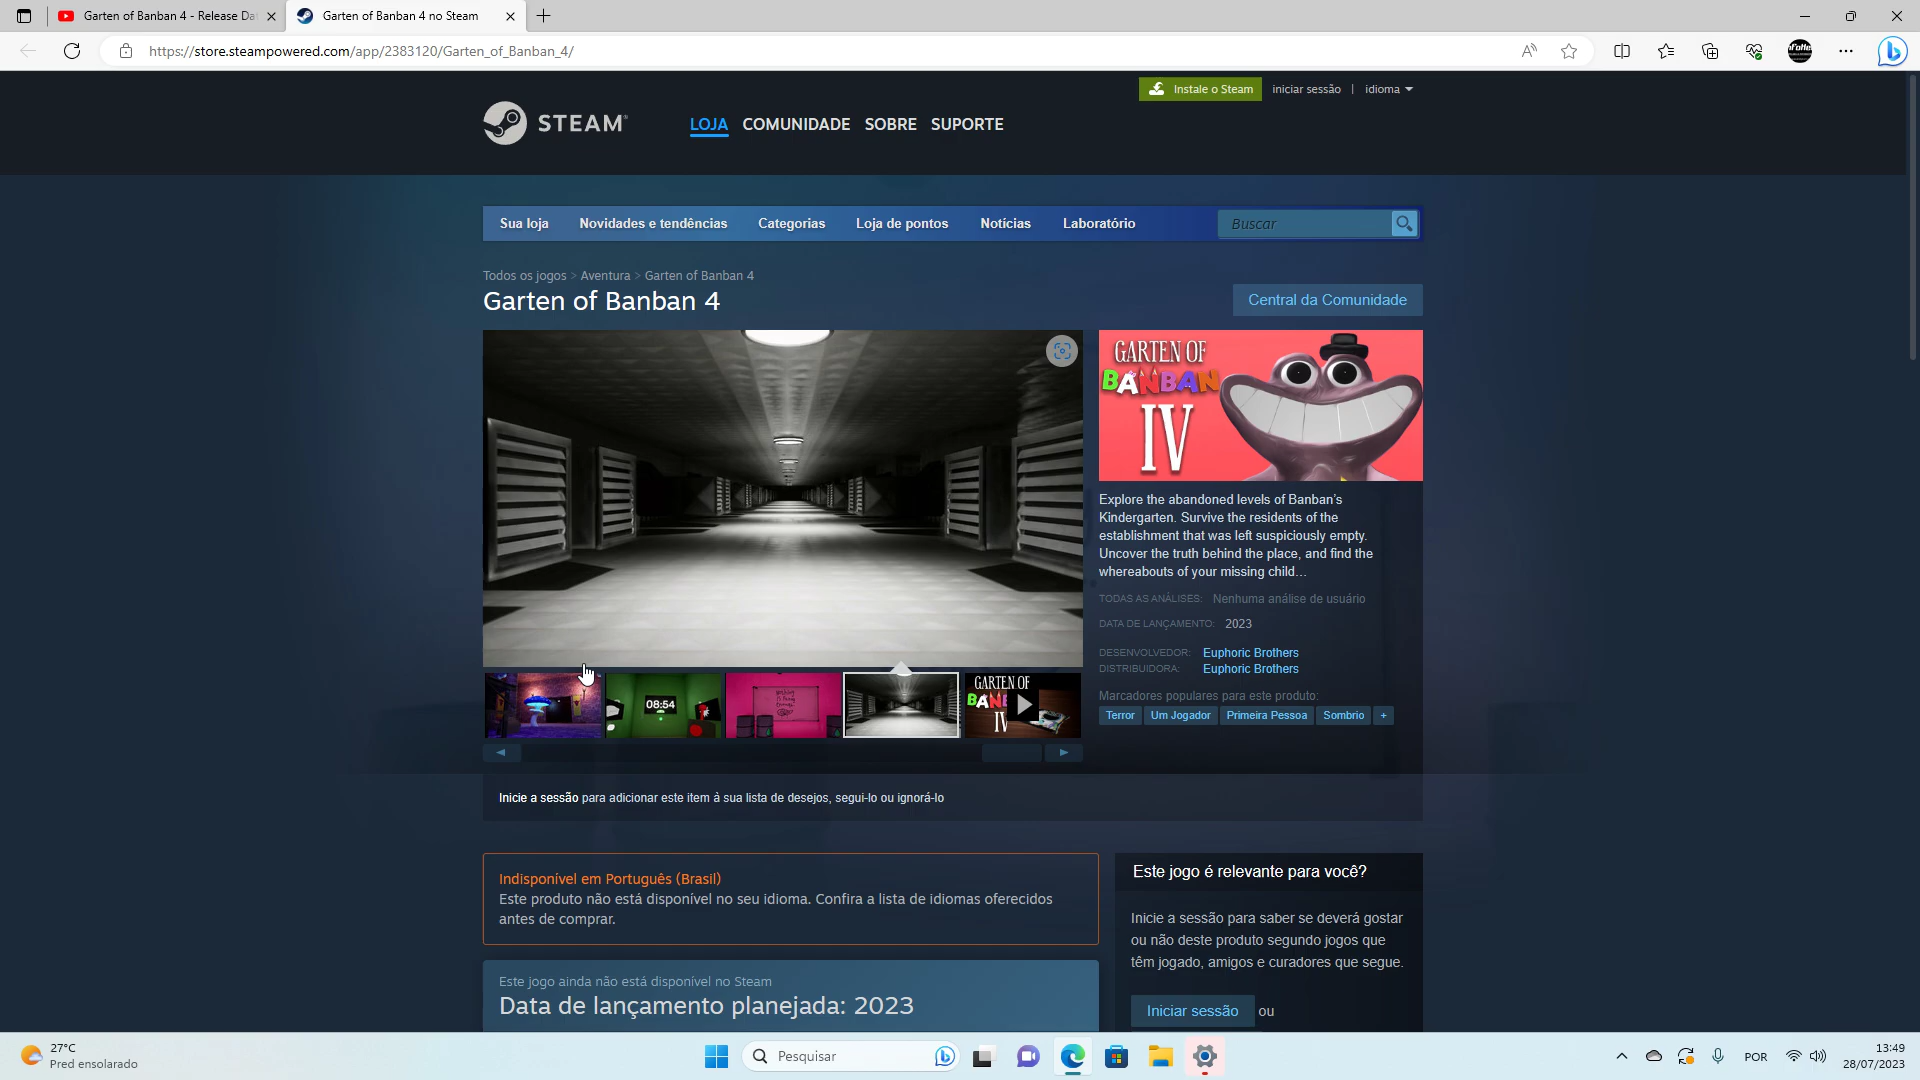 Garten of Banban 4 - Release Da
Garten of Banban 4 no Steam
https://store.steampowered.com/app/2383120/Garten_of_Banban_4/
Instale o Steam
iniciar sessão | idioma
STEAM
LOJA COMUNIDADE SOBRE SUPORTE
Sua loja Novidades e tendências Categorias Loja de pontos Notícias Laboratório Buscar
Todos os jogos > Aventura > Garten of Banban 4
Garten of Banban 4
Central da Comunidade
GARTEN OF
BANBAN
IV
Explore the abandoned levels of Banban's
Kindergarten. Survive the residents of the
establishment that was left suspiciously empty.
Uncover the truth behind the place, and find the
whereabouts of your missing child...
TODAS AS ANÁLISES: Nenhuma análise de usuário
DATA DE LANÇAMENTO: 2023
DESENVOLVEDOR: Euphoric Brothers
DISTRIBUIDORA: Euphoric Brothers
Marcadores populares para este produto:
Terror Um Jogador Primeira Pessoa Sombrio +
08:54
GARTEN OF
IV
Inicie a sessão para adicionar este item à sua lista de desejos, segui-lo ou ignorá-lo
Indisponível em Português (Brasil)
Este produto não está disponível no seu idioma. Confira a lista de idiomas oferecidos
antes de comprar.
Este jogo ainda não está disponível no Steam
Data de lançamento planejada: 2023
Este jogo é relevante para você?
Inicie a sessão para saber se deverá gostar
ou não deste produto segundo jogos que
têm jogado, amigos e curadores que segue.
Iniciar sessão ou
27°C
Pred ensolarado
Pesquisar
POR
13:49
28/07/2023